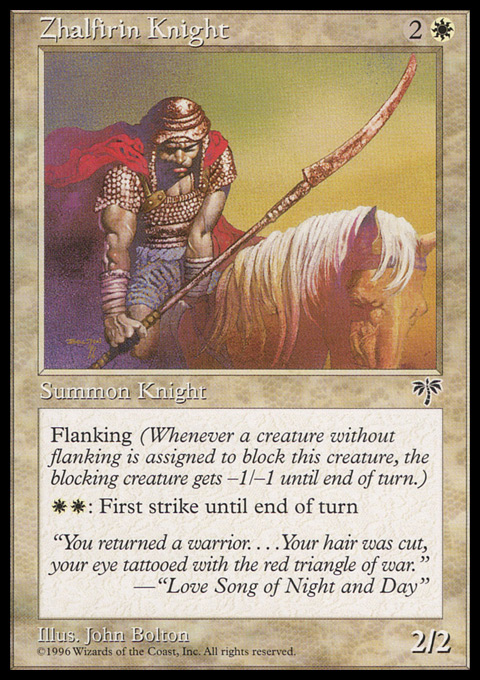 Zhalfirin Knight 2
Summon Knight
Flanking (Whenever a creature without
flanking is assigned to block this creature, the
blocking creature gets –1/–1 until end of turn.)
: First strike until end of turn
“You returned a warrior. . . .Your hair was cut,
your eye tattooed with the red triangle of war.”
—“Love Song of Night and Day”
Illus. John Bolton
©1996 Wizards of the Coast, Inc. All rights reserved.
2/2